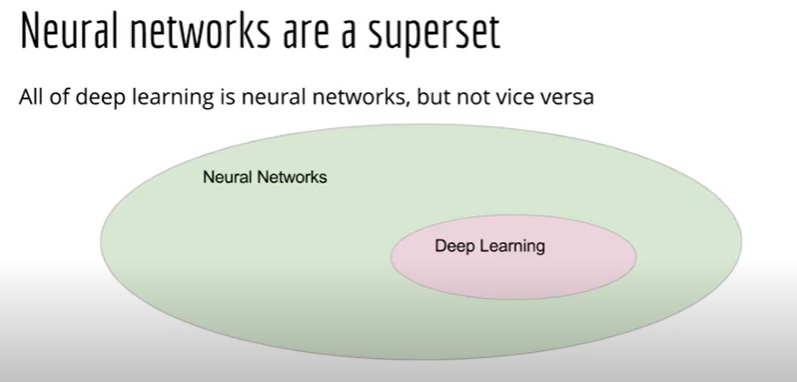 Neural networks are a superset
All of deep learning is neural networks, but not vice versa
Neural Networks
Deep Learning